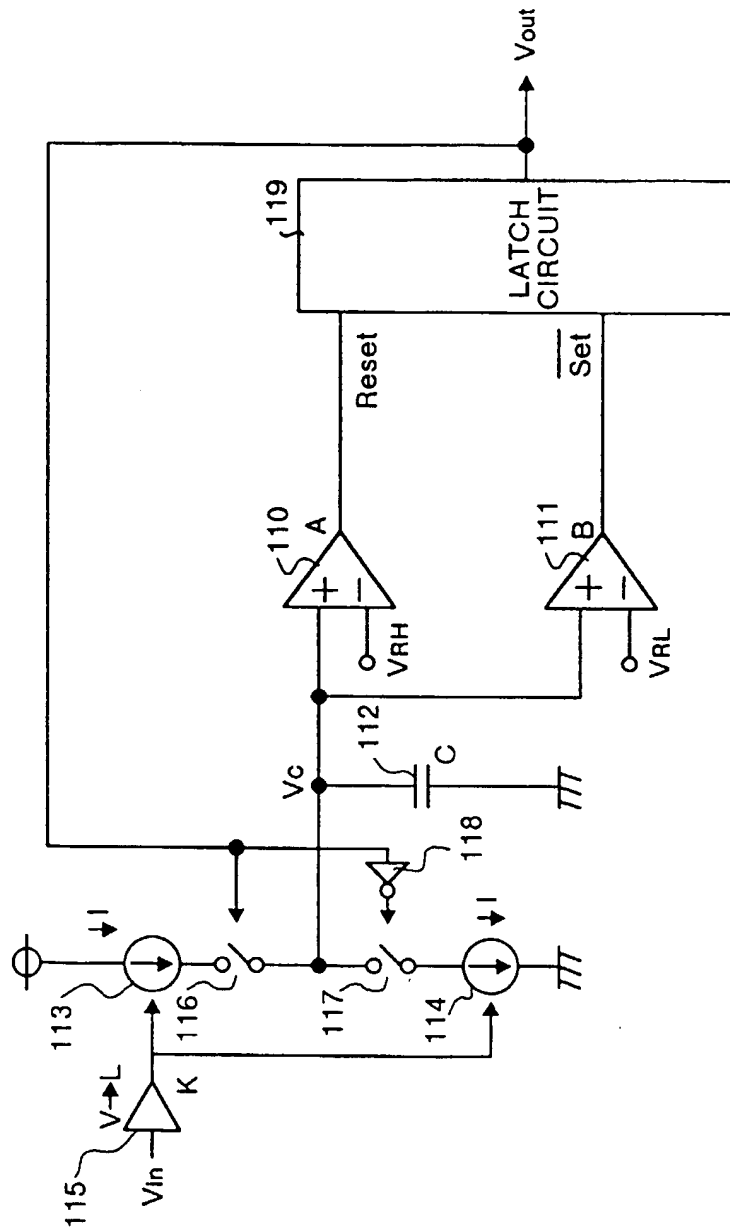 Vout
119
LATCH
CIRCUIT
Reset
Set
110
A
+
−
VRH
111
B
+
−
VRL
Vc
112
C
118
I
113
116
117
114
I
V→L
K
115
Vin